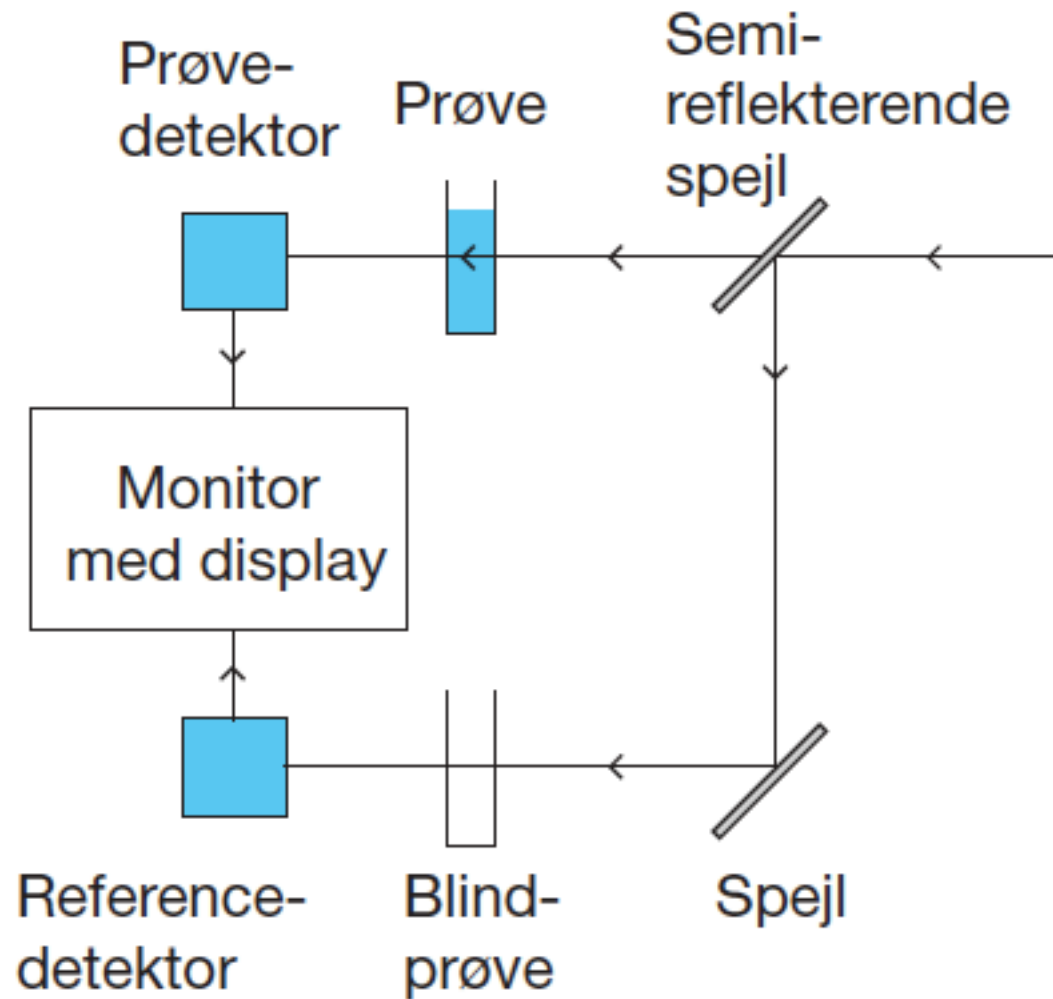 Prøve-
detektor
Prøve
Semi-
reflekterende
spejl
Monitor
med display
Reference-
detektor
Blind-
prøve
Spejl